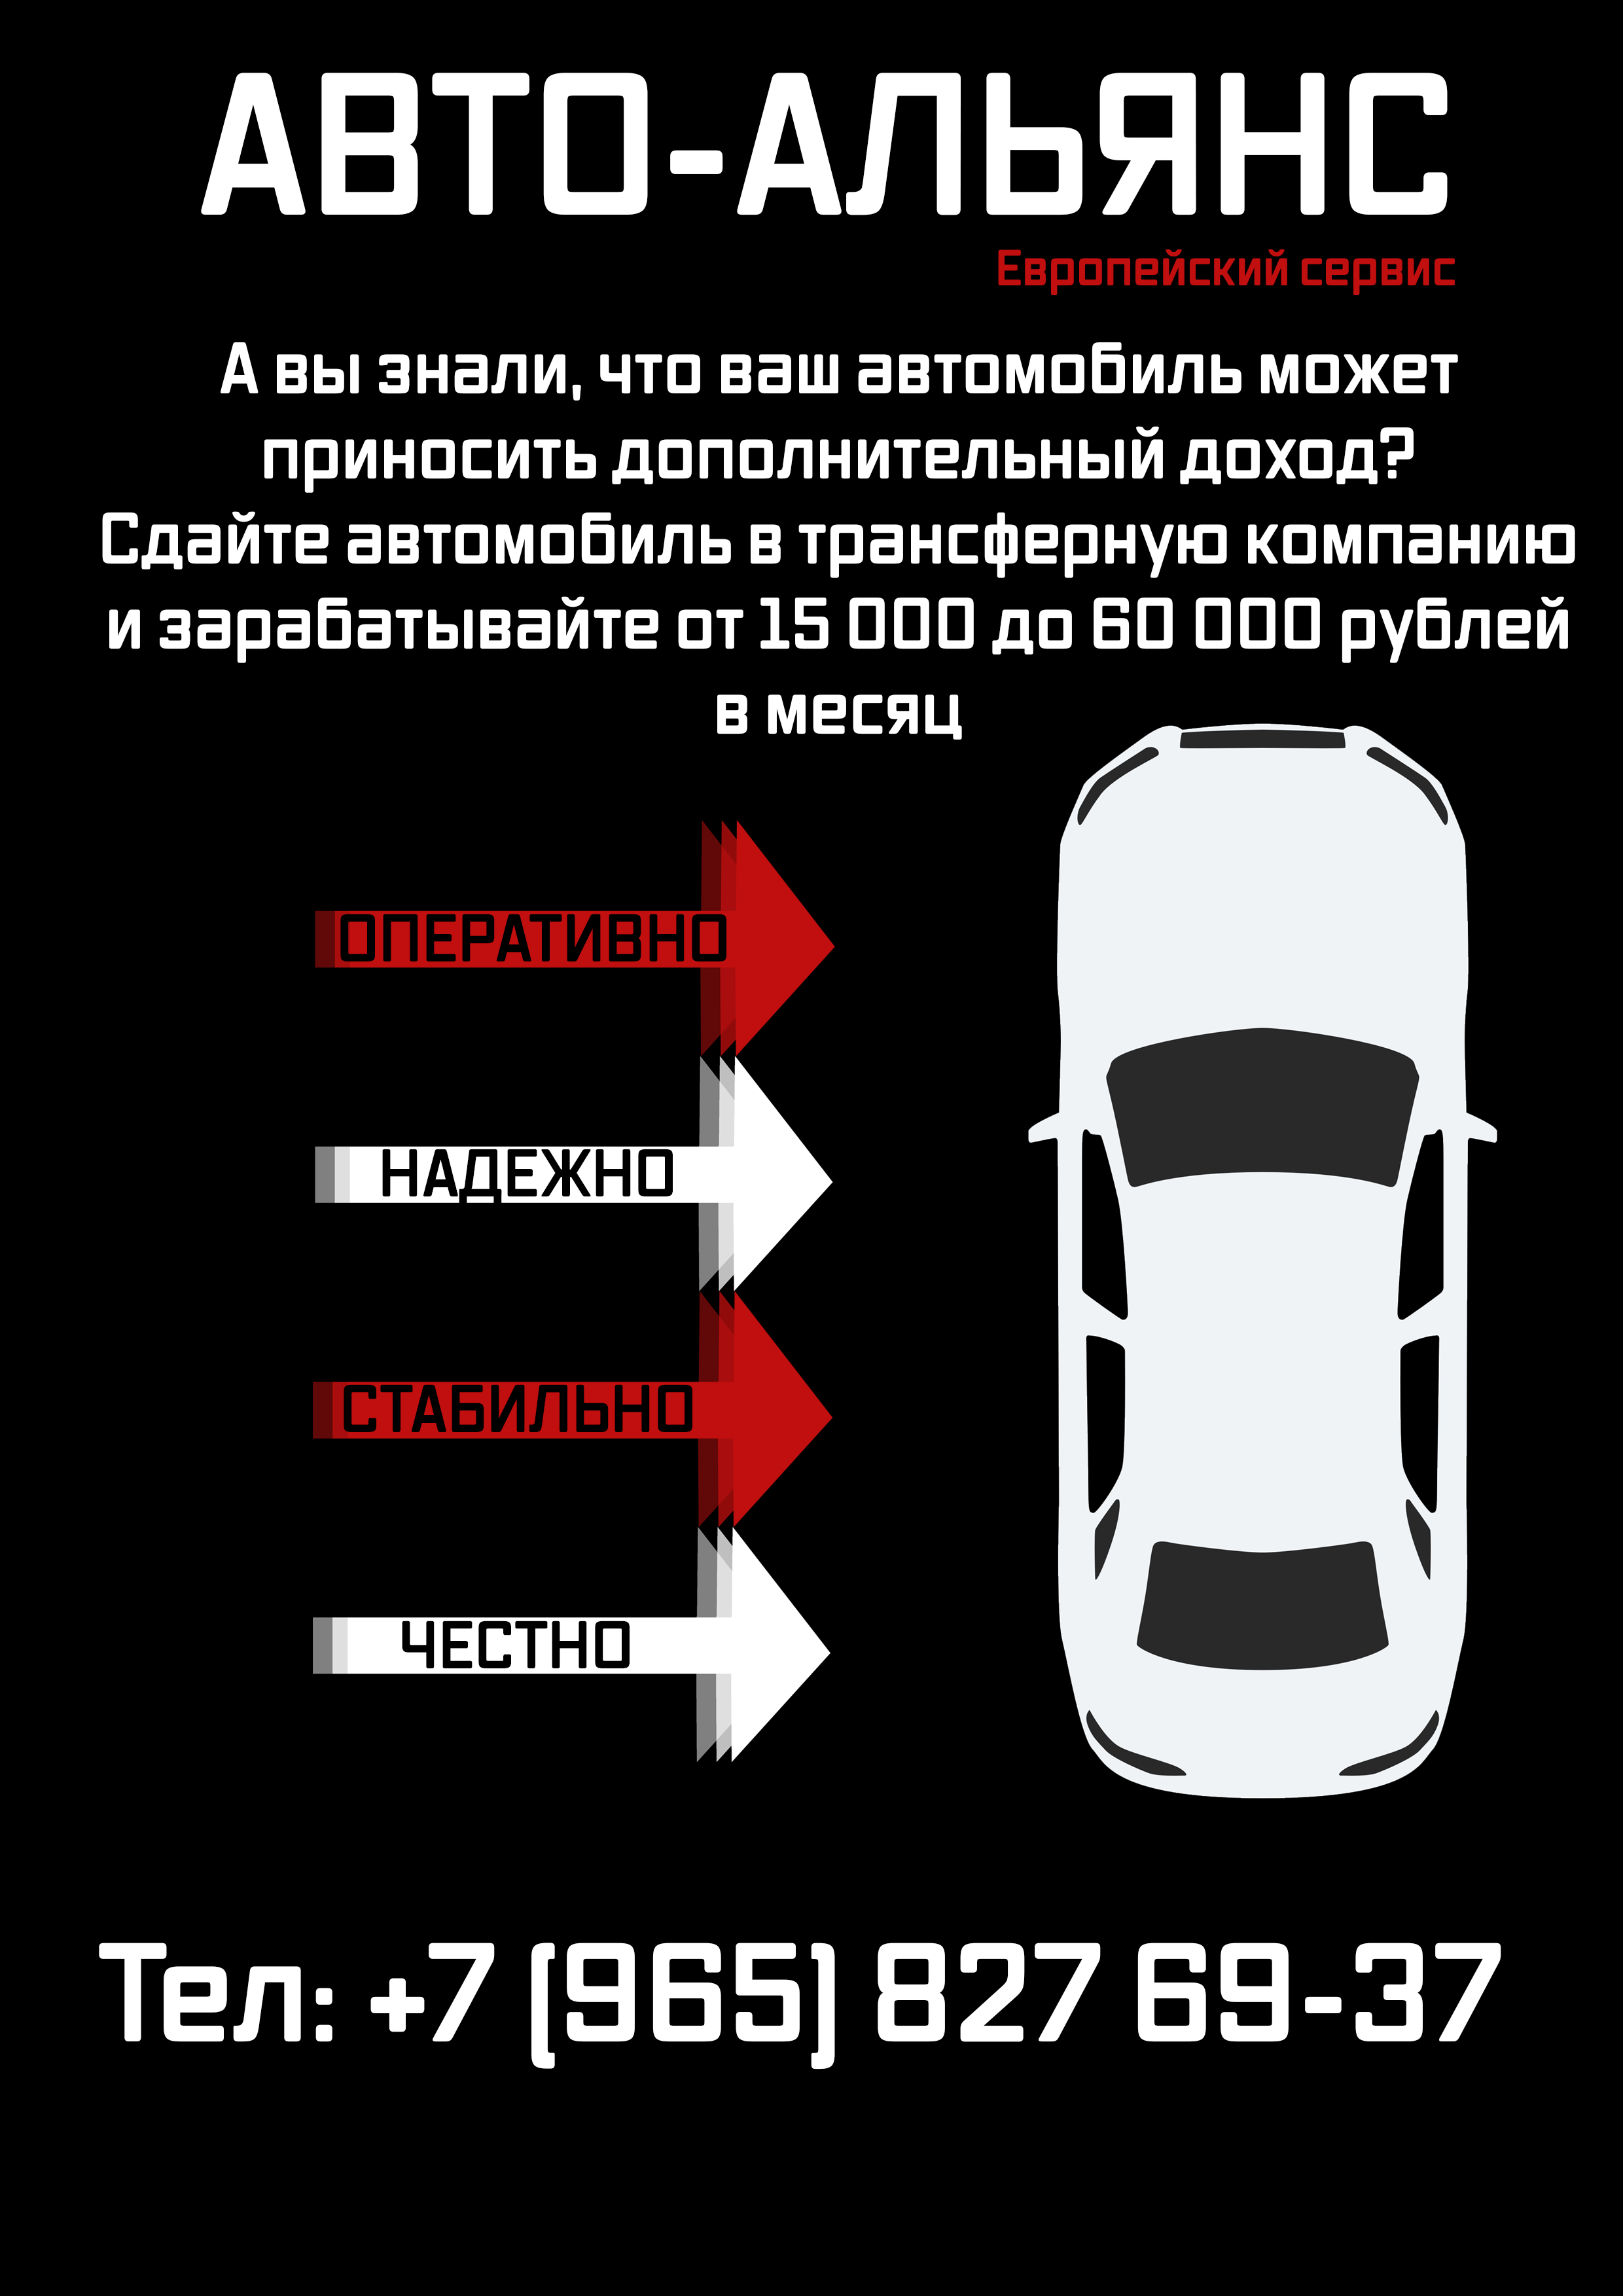 АВТО-АЛЬЯНС
Европейский сервис
А вы знали, что ваш автомобиль может
приносить дополнительный доход?
Сдайте автомобиль в трансферную компанию
и зарабатывайте от 15 000 до 60 000 рублей
в месяц
ОПЕРАТИВНО
НАДЕЖНО
СТАБИЛЬНО
ЧЕСТНО
Тел: +7 (965) 827 69-37